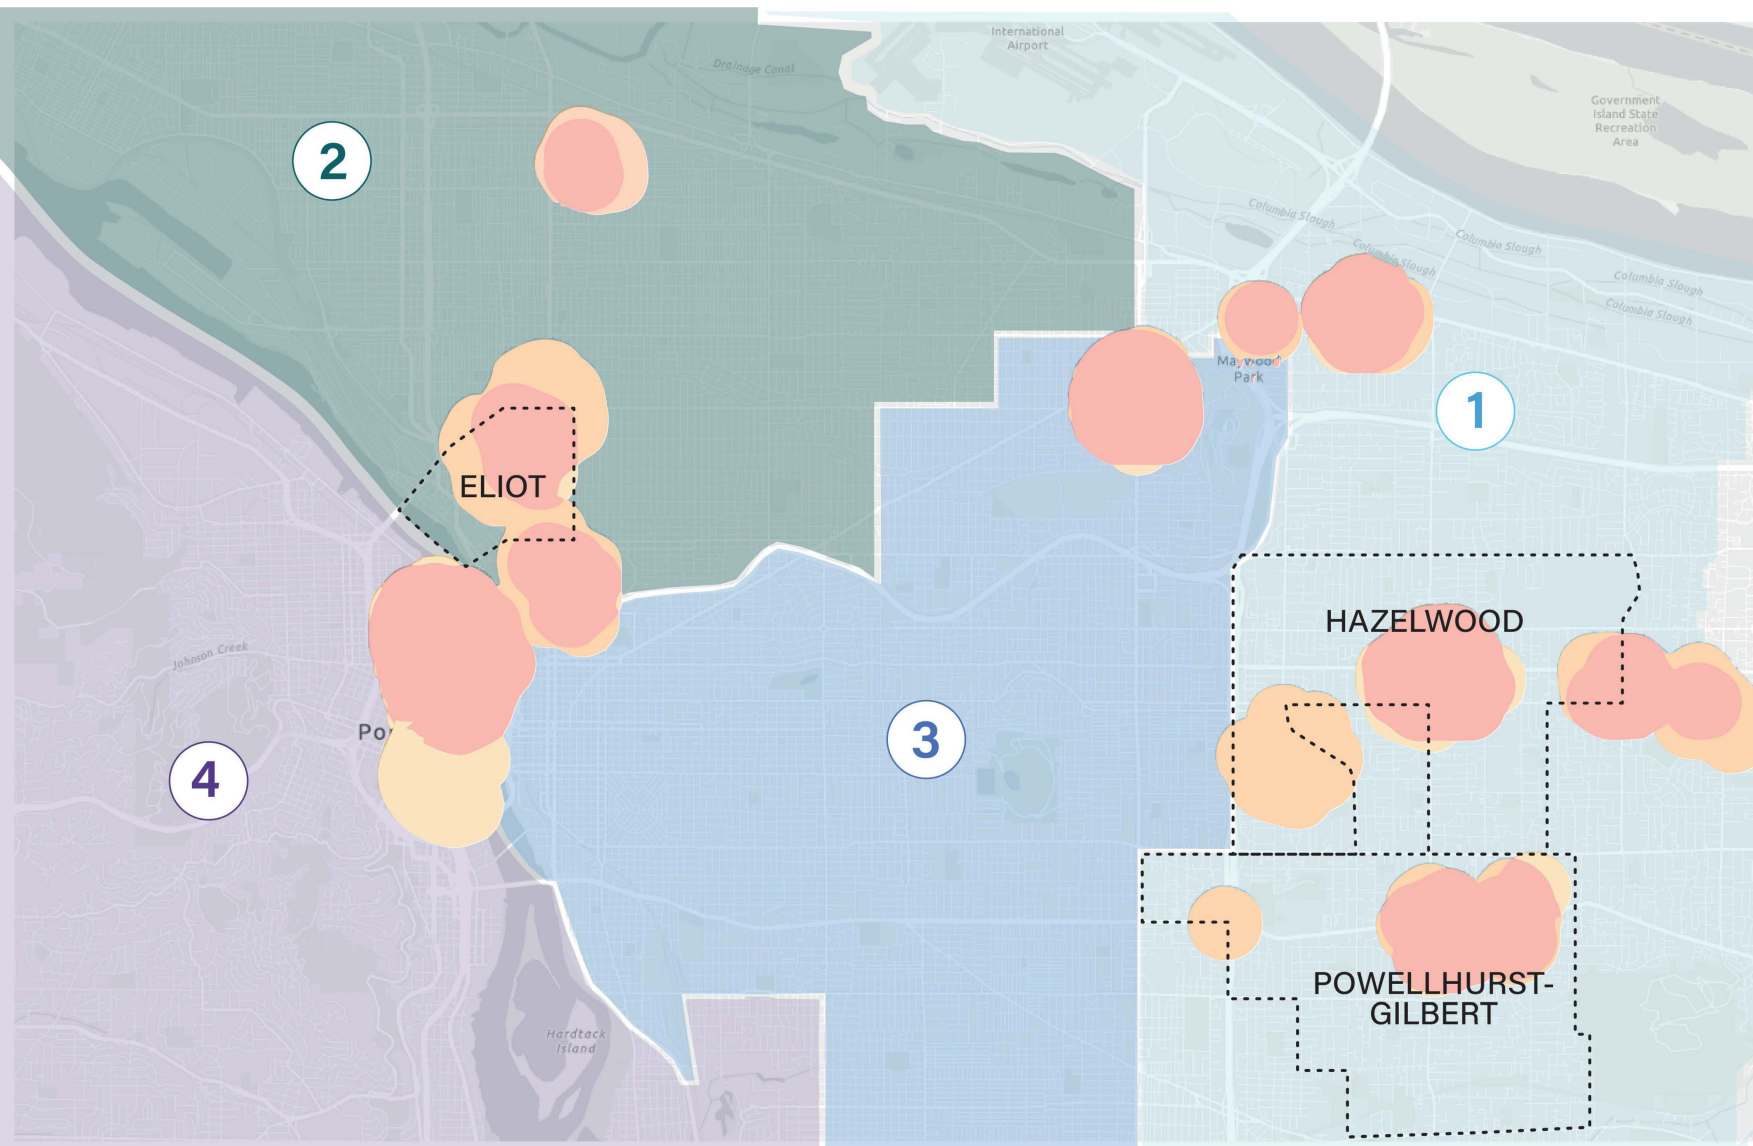 International
Airport
Drainage Canal
Government
Island State
Recreation
Area
2
Columbia Slough
Columbia Slough
Columbia Slough
Columbia Slough
Columbia Slough
Maywood
Park
1
ELIOT
HAZELWOOD
Johnson Creek
Po
3
4
POWELLHURST-
GILBERT
Hardtack
Island